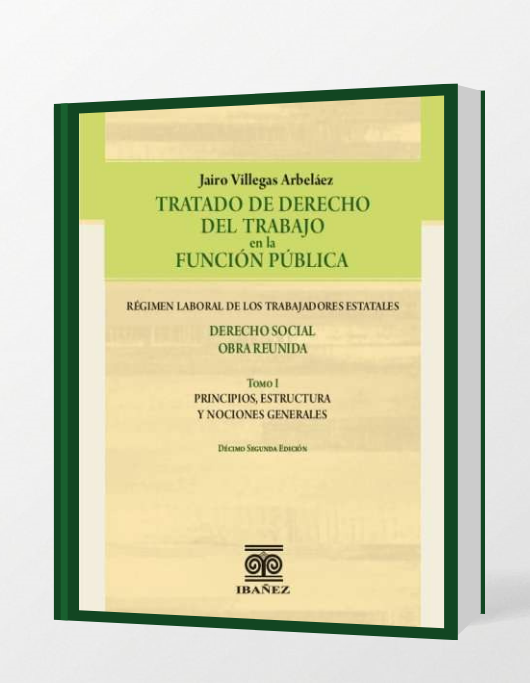 Jairo Villegas Arbeláez
TRATADO DE DERECHO
DEL TRABAJO
en la
FUNCIÓN PÚBLICA
RÉGIMEN LABORAL DE LOS TRABAJADORES ESTATALES
DERECHO SOCIAL
OBRA REUNIDA
TOMO I
PRINCIPIOS, ESTRUCTURA
Y NOCIONES GENERALES
DÉCIMO SEGUNDA EDICIÓN
IBAÑEZ